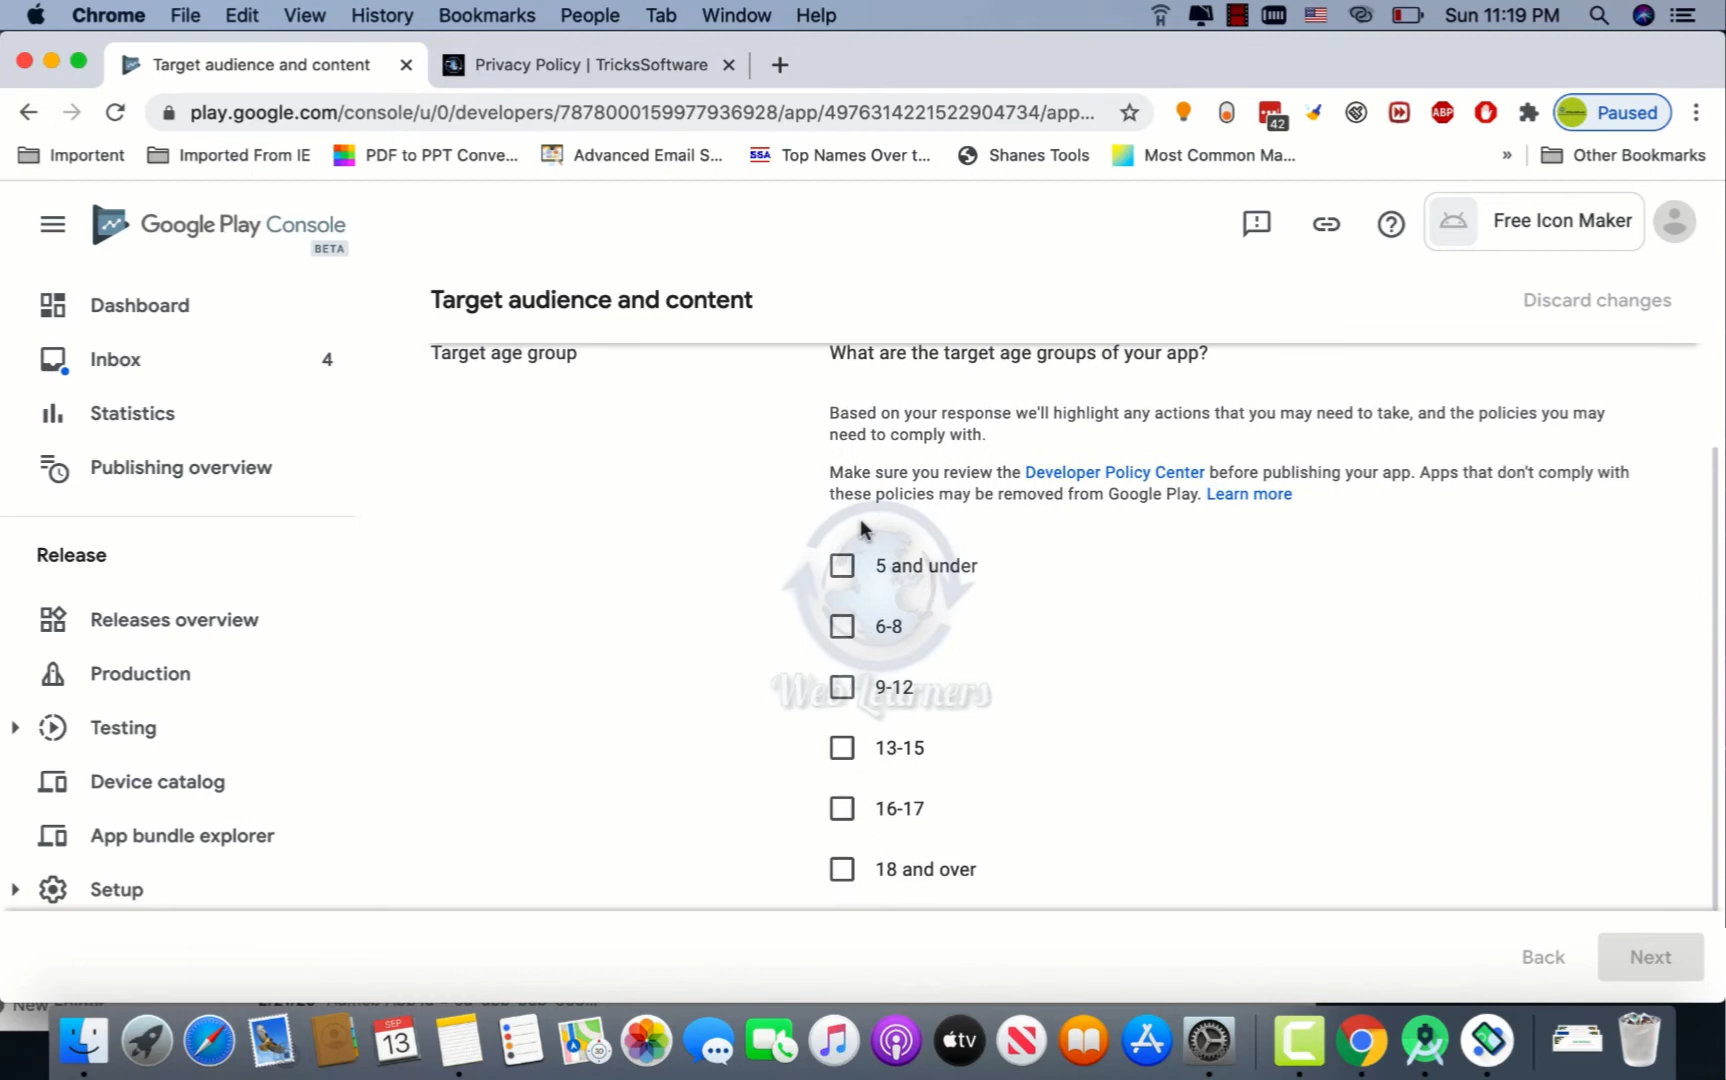 Chrome File Edit View History Bookmarks People Tab Window Help Sun 11:19 PM
Target audience and content Privacy Policy | TricksSoftware
play.google.com/console/u/0/developers/7878000159977936928/app/4976314221522904734/app... 42 ABP Paused
Importent Imported From IE PDF to PPT Conve... Advanced Email S... SSA Top Names Over t... Shanes Tools Most Common Ma... » Other Bookmarks
Google Play Console
BETA
Free Icon Maker
Dashboard
Inbox 4
Statistics
Publishing overview
Release
Releases overview
Production
Testing
Device catalog
App bundle explorer
Setup
Target audience and content Discard changes
Target age group What are the target age groups of your app?
Based on your response we'll highlight any actions that you may need to take, and the policies you may
need to comply with.
Make sure you review the Developer Policy Center before publishing your app. Apps that don't comply with
these policies may be removed from Google Play. Learn more
5 and under
6-8
9-12
Web Learners
13-15
16-17
18 and over
Back Next
SEP
13
tv